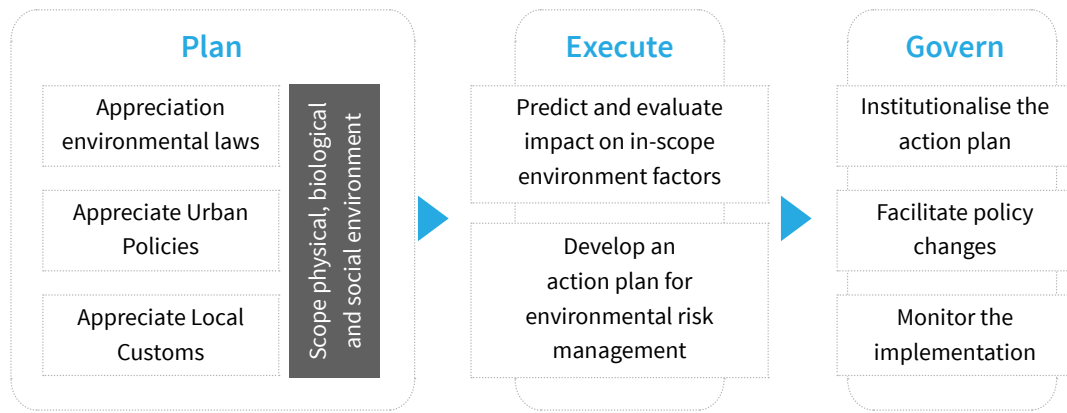 Plan
Appreciation
environmental laws
Appreciate Urban
Policies
Appreciate Local
Customs
Scope physical, biological
and social environment
Execute
Predict and evaluate
impact on in-scope
environment factors
Develop an
action plan for
environmental risk
management
Govern
Institutionalise the
action plan
Facilitate policy
changes
Monitor the
implementation